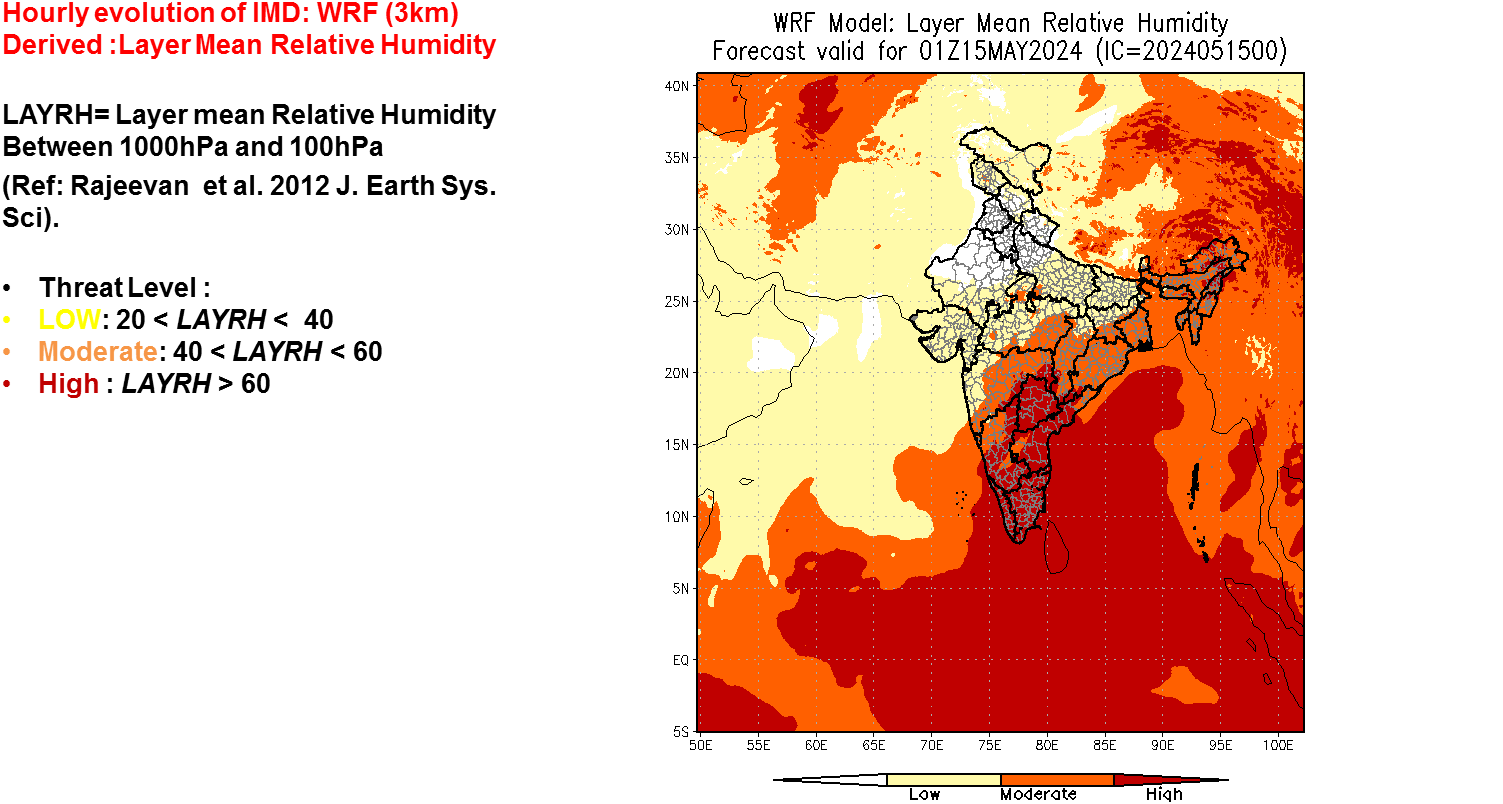 Hourly evolution of IMD: WRF (3km)
Derived :Layer Mean Relative Humidity
LAYRH= Layer mean Relative Humidity
Between 1000hPa and 100hPa
(Ref: Rajeevan et al. 2012 J. Earth Sys.
Sci).
• Threat Level :
• LOW: 20 < LAYRH < 40
• Moderate: 40 < LAYRH < 60
• High : LAYRH > 60
WRF Model: Layer Mean Relative Humidity
Forecast valid for 01Z15MAY2024 (IC=2024051500)
40N
35N
30N
25N
20N
15N
10N
5N
EQ
5S
50E 55E 60E 65E 70E 75E 80E 85E 90E 95E 100E
Low Moderate High